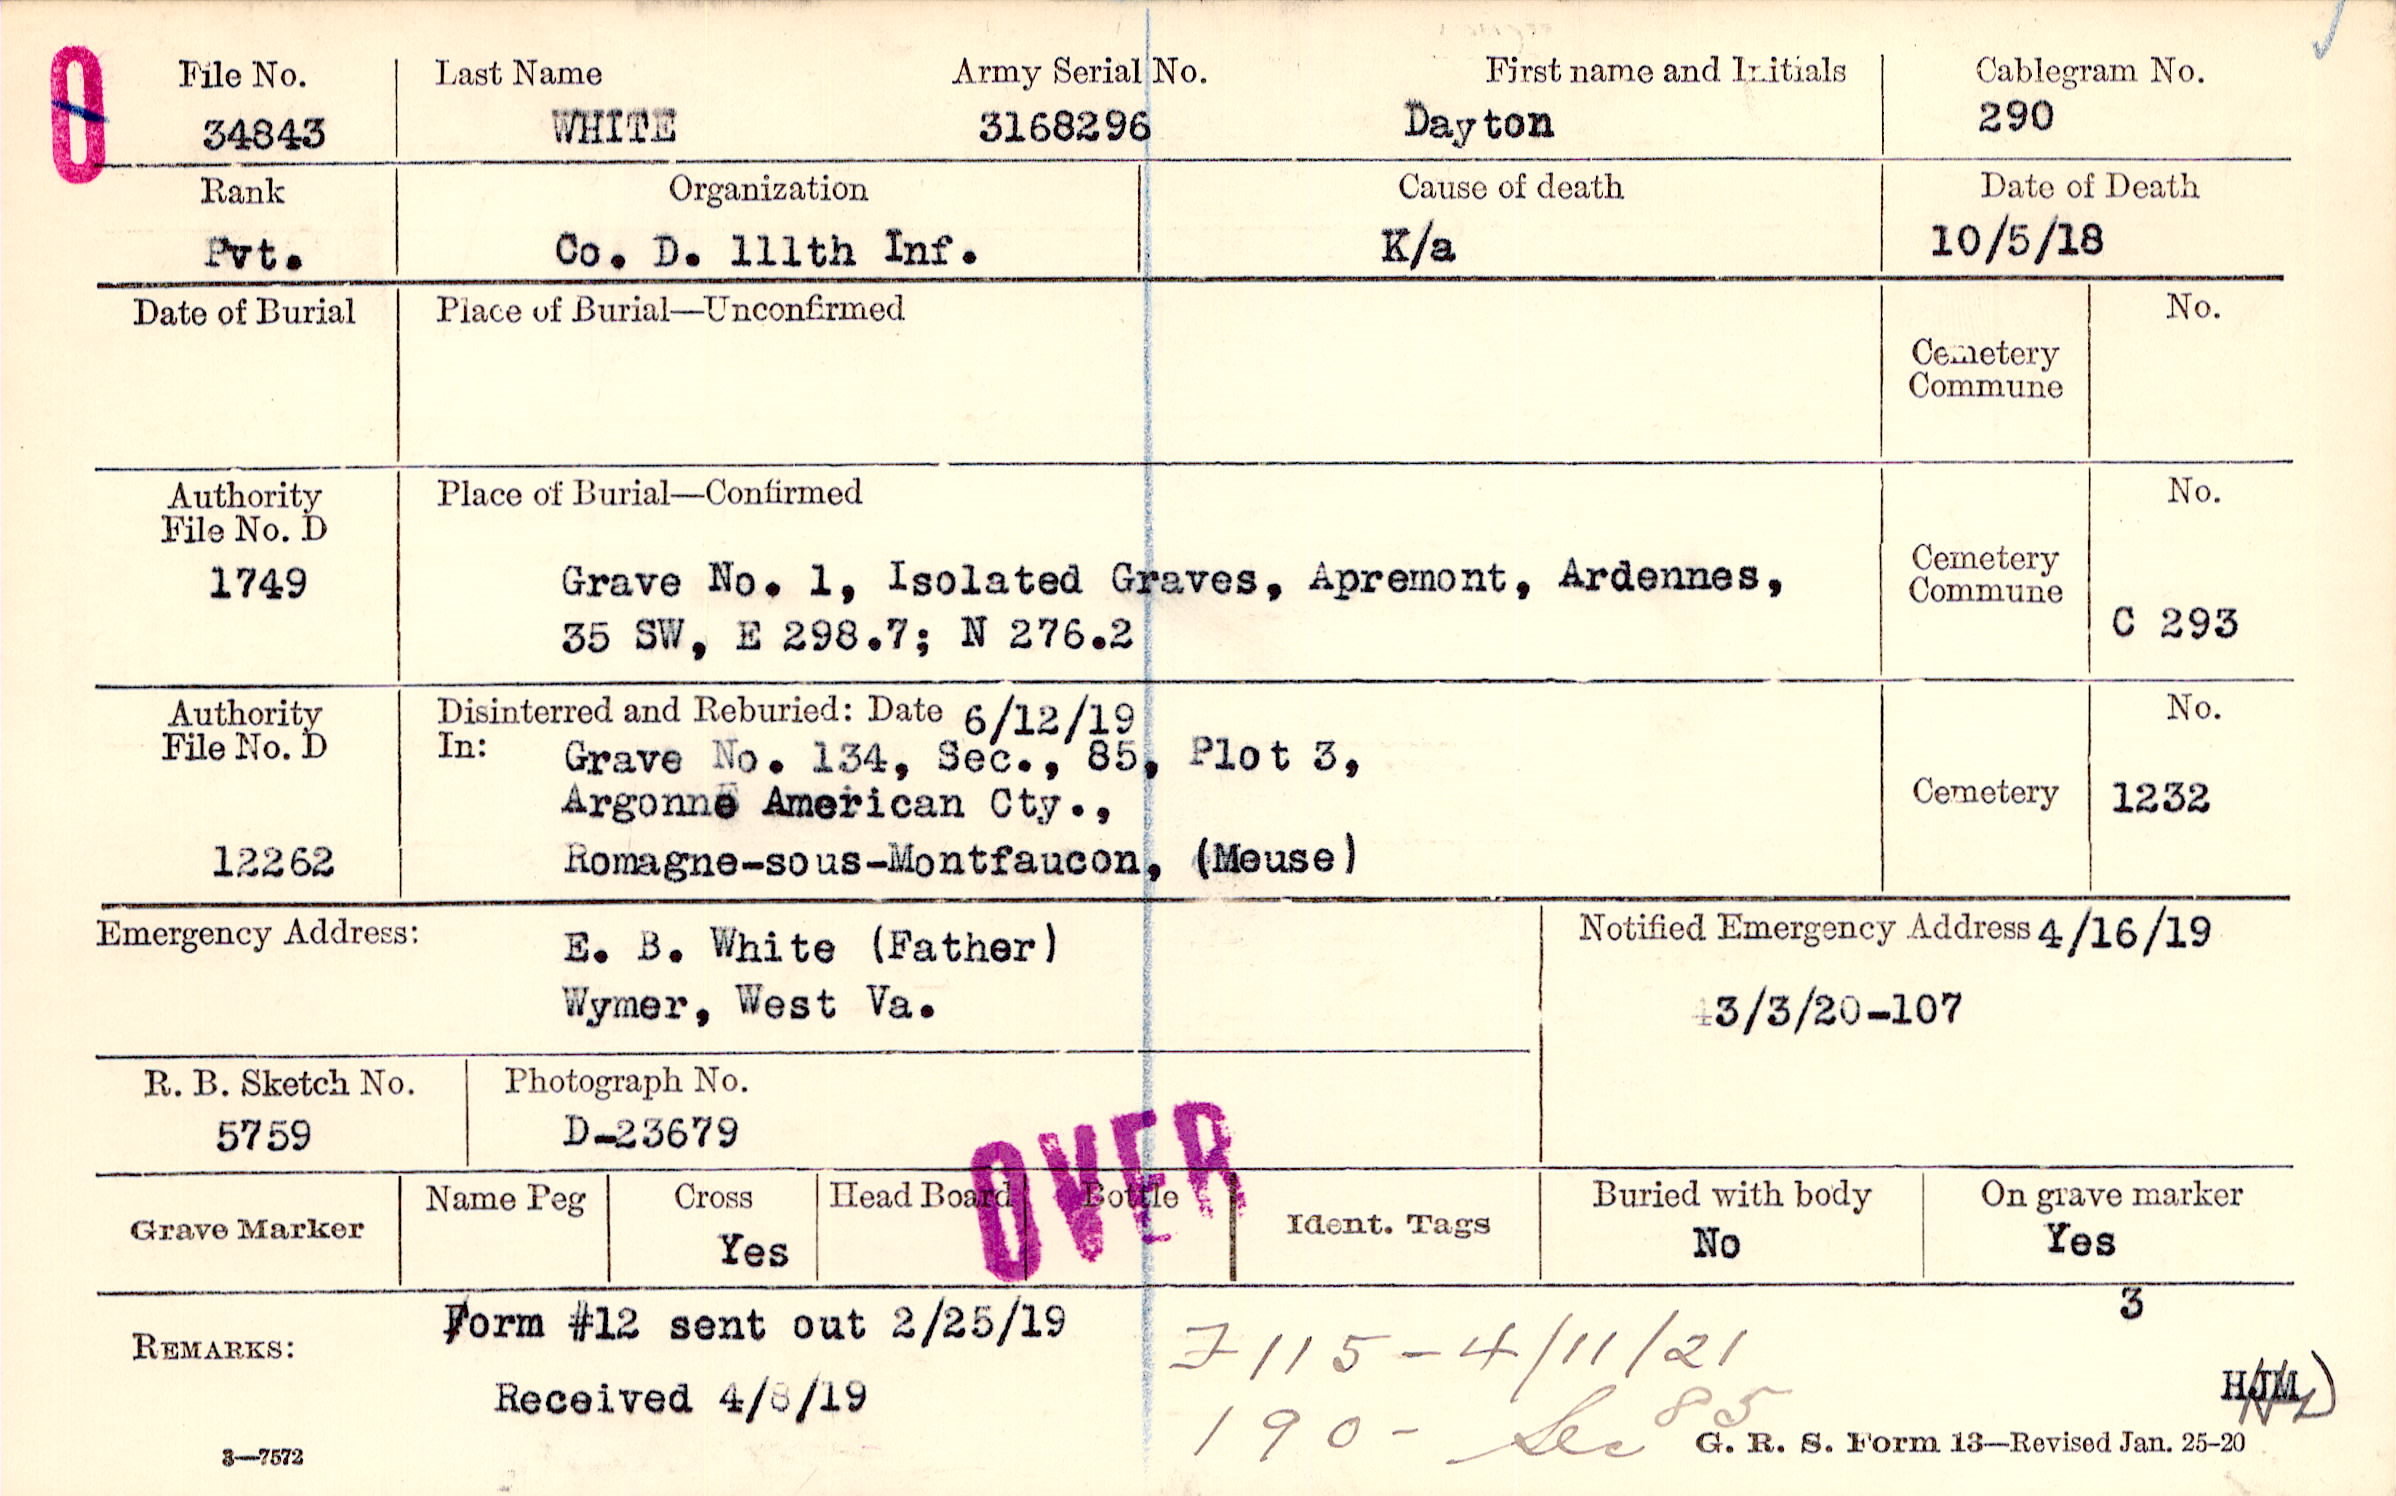 0
File No. Last Name Army Serial No. First name and Initials Cablegram No.
34843 WHITE 3168296 Dayton 290
Rank Organization Cause of death Date of Death
Pvt. Co. D. 111th Inf. K/a 10/5/18
Date of Burial Place of Burial—Unconfirmed No.
Cemetery
Commune
Authority Place of Burial—Confirmed No.
File No. D
1749 Grave No. 1, Isolated Graves, Apremont, Ardennes, Cemetery
Commune
35 SW, E 298.7; N 276.2 C 293
Authority Disinterred and Reburied: Date 6/12/19 No.
File No. D In: Grave No. 134, Sec., 85, Plot 3,
Argonne American Cty., Cemetery 1232
12262 Romagne-sous-Montfaucon, (Meuse)
Emergency Address: E. B. White (Father) Notified Emergency Address 4/16/19
Wymer, West Va. 3/3/20-107
R. B. Sketch No. Photograph No.
5759 D-23679
OVER
Grave Marker Name Peg Cross Head Board Bottle Ident. Tags Buried with body On grave marker
Yes No Yes
3
REMARKS: Form #12 sent out 2/25/19
7115-4/11/21
Received 4/8/19 HJM
190- Sec 85
3—7572 G. R. S. Form 13—Revised Jan. 25-20